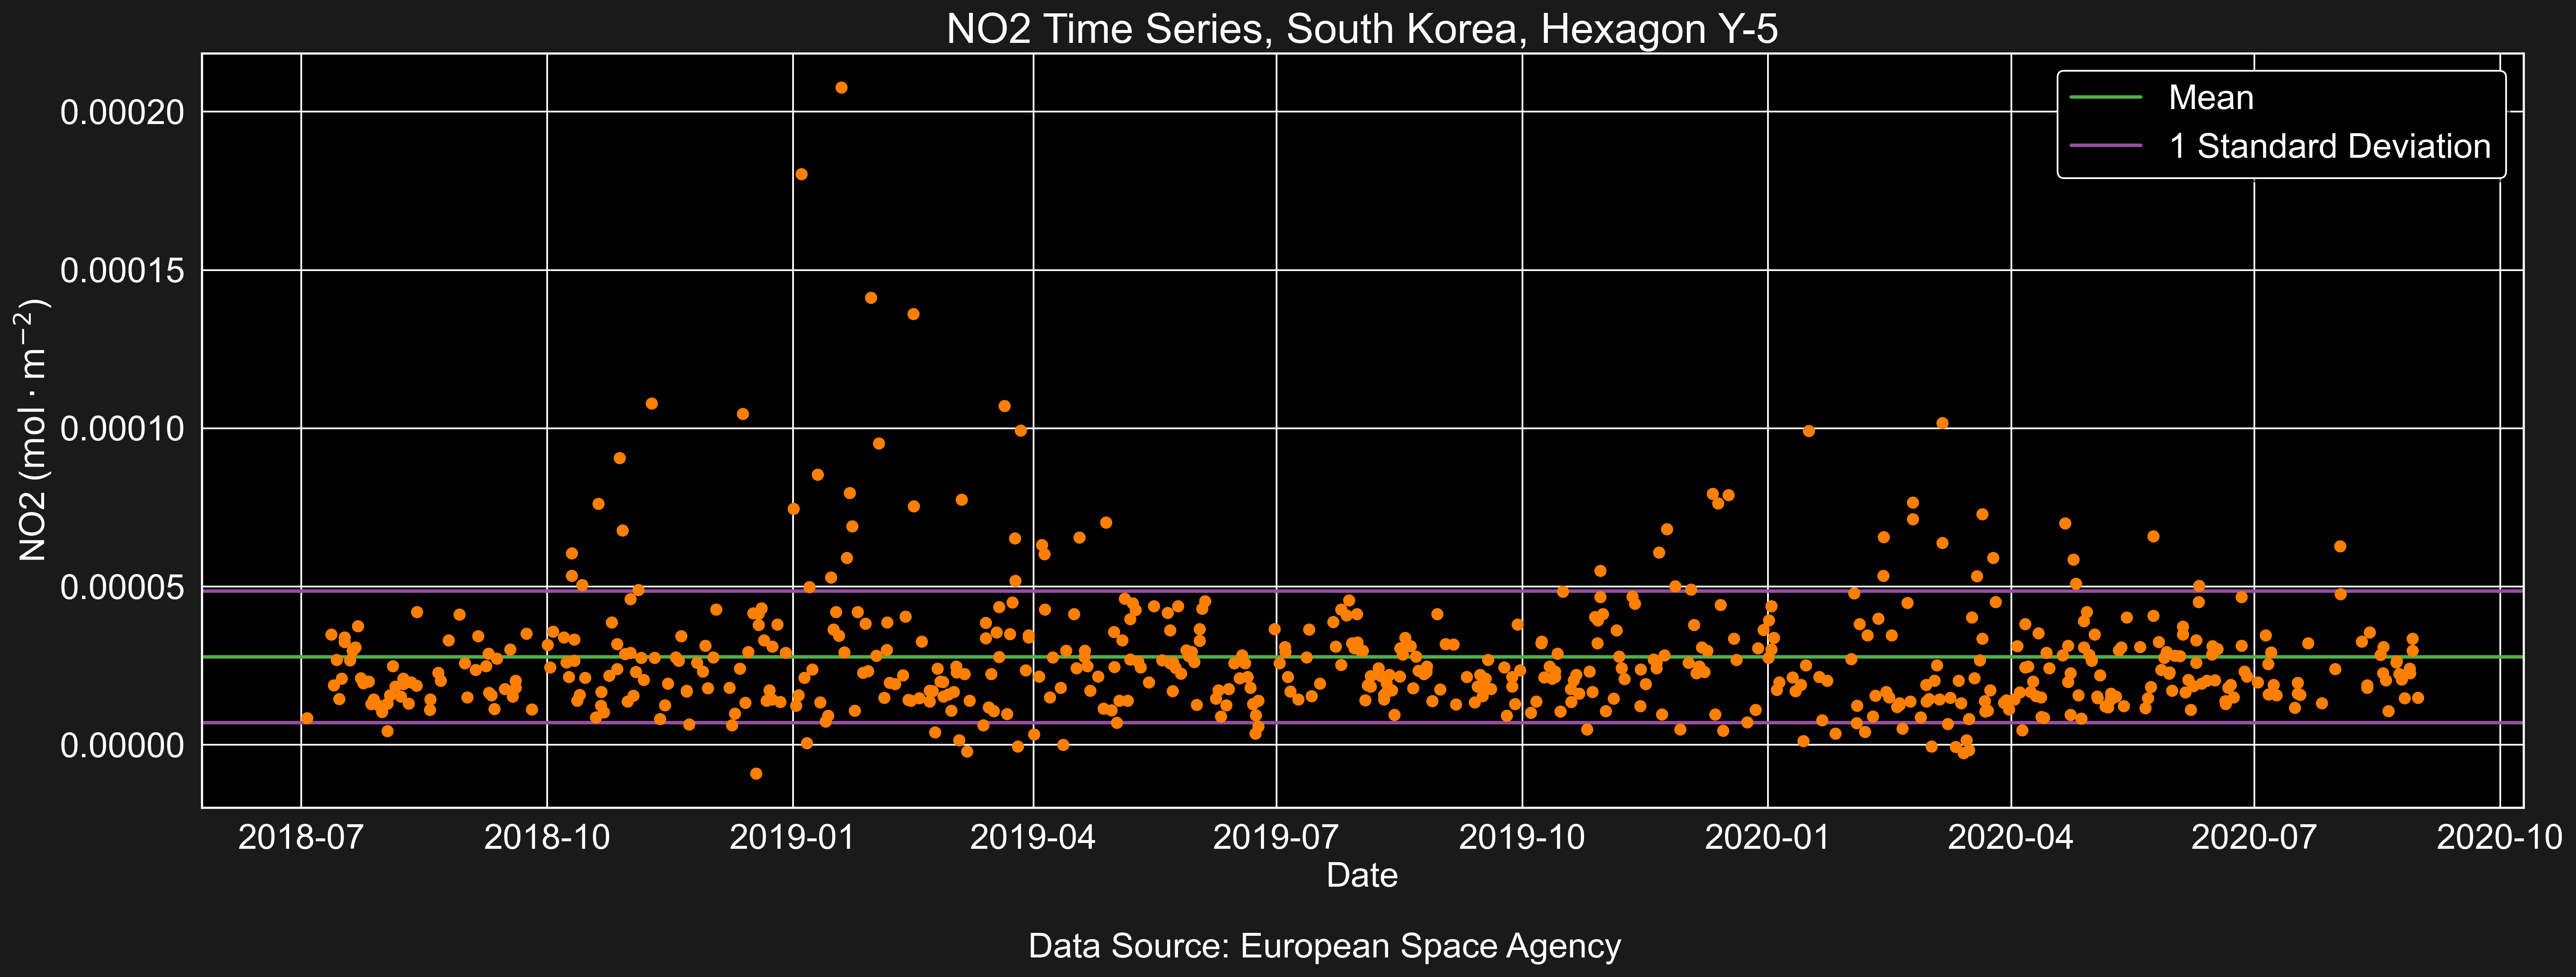 NO2 Time Series, South Korea, Hexagon Y-5
Mean
1 Standard Deviation
NO2 (mol · m⁻²)
0.00020
0.00015
0.00010
0.00005
0.00000
2018-07 2018-10 2019-01 2019-04 2019-07 2019-10 2020-01 2020-04 2020-07 2020-10
Date
Data Source: European Space Agency